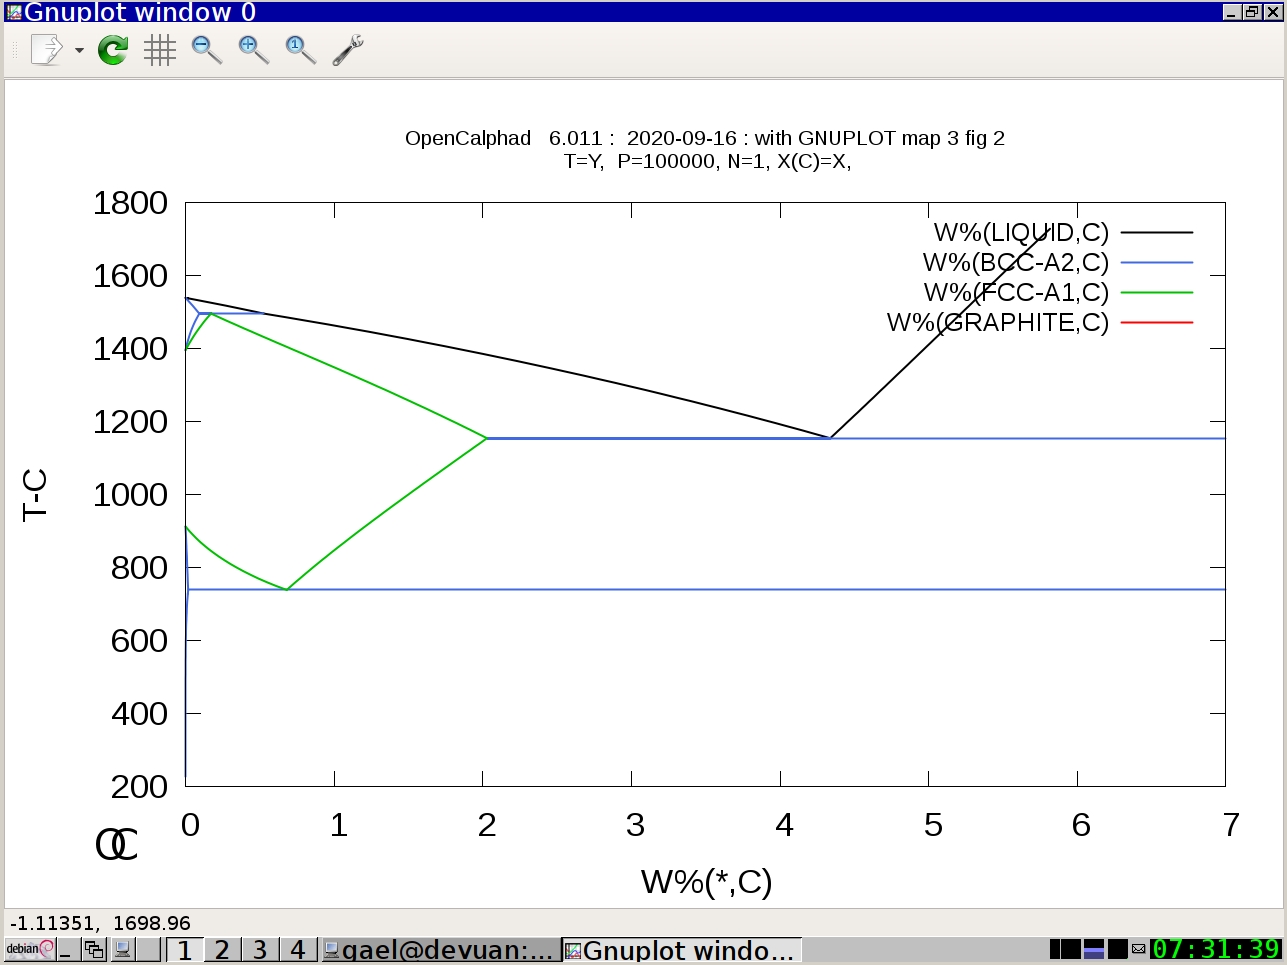 Gnuplot window 0
OpenCalphad 6.011 : 2020-09-16 : with GNUPLOT map 3 fig 2
T=Y, P=100000, N=1, X(C)=X,
1800
1600
1400
1200
1000
800
600
400
200
T-C
W%(LIQUID,C)
W%(BCC-A2,C)
W%(FCC-A1,C)
W%(GRAPHITE,C)
0 1 2 3 4 5 6 7
OC
W%(*,C)
-1.11351, 1698.96
debian 1 2 3 4 gael@devuan:... Gnuplot windo... 07:31:39